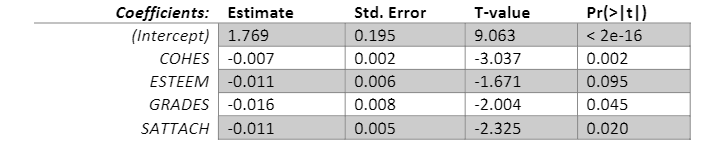 Coefficients: Estimate Std. Error T-value Pr(>|t|)
(Intercept) 1.769 0.195 9.063 < 2e-16
COHES -0.007 0.002 -3.037 0.002
ESTEEM -0.011 0.006 -1.671 0.095
GRADES -0.016 0.008 -2.004 0.045
SATTACH -0.011 0.005 -2.325 0.020